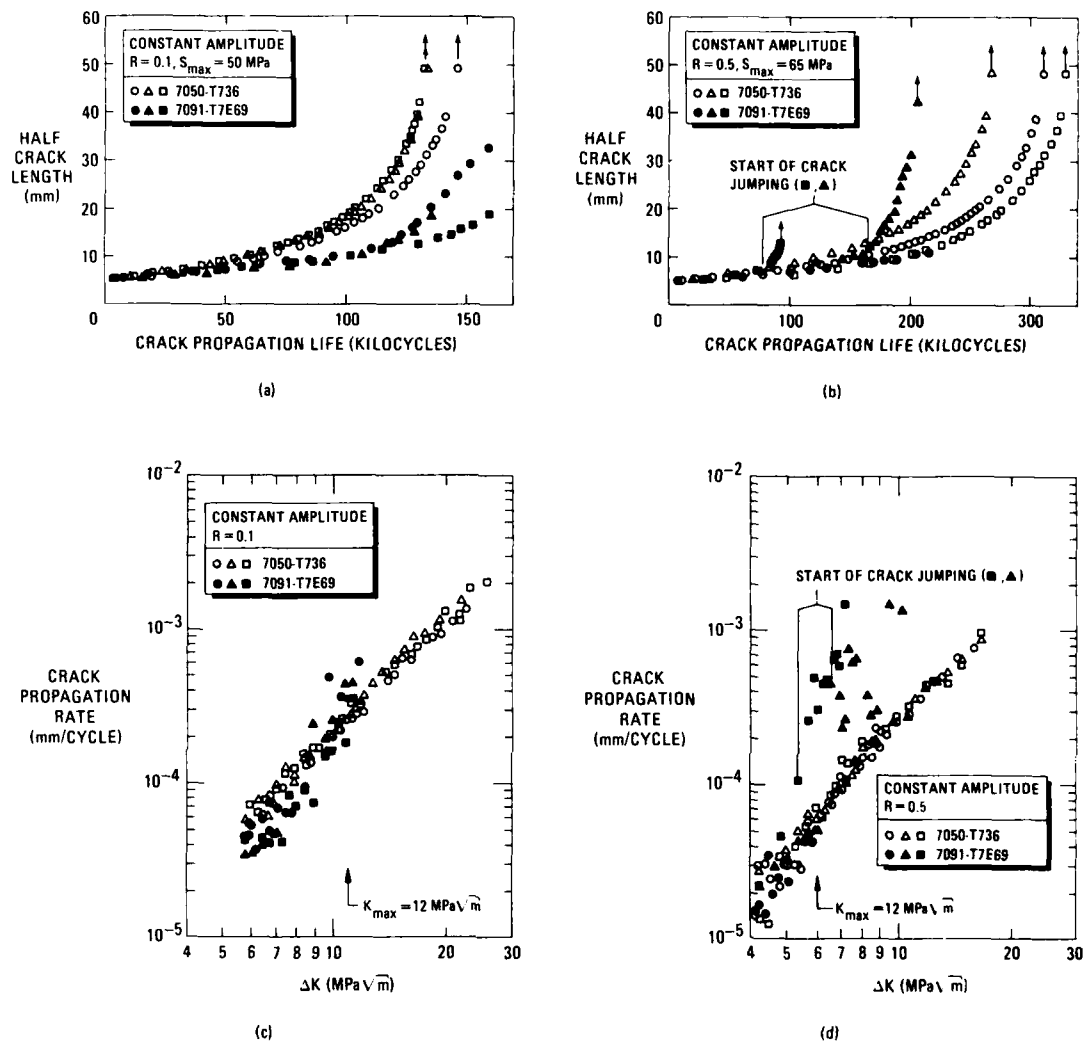 60
50
40
30
20
10
0
50
100
150
HALF
CRACK
LENGTH
(mm)
CONSTANT AMPLITUDE
R = 0.1, Smax = 50 MPa
○ △ □ 7050-T736
● ▲ ■ 7091-T7E69
CRACK PROPAGATION LIFE (KILOCYCLES)
(a)
60
50
40
30
20
10
0
100
200
300
HALF
CRACK
LENGTH
(mm)
CONSTANT AMPLITUDE
R = 0.5, Smax = 65 MPa
○ △ □ 7050-T736
● ▲ ■ 7091-T7E69
START OF CRACK
JUMPING (■, ▲)
CRACK PROPAGATION LIFE (KILOCYCLES)
(b)
10⁻²
10⁻³
10⁻⁴
10⁻⁵
CRACK
PROPAGATION
RATE
(mm/CYCLE)
CONSTANT AMPLITUDE
R = 0.1
○ △ □ 7050-T736
● ▲ ■ 7091-T7E69
Kmax = 12 MPa√m
4 5 6 7 8 9 10 20 30
ΔK (MPa√m)
(c)
10⁻²
10⁻³
10⁻⁴
10⁻⁵
CRACK
PROPAGATION
RATE
(mm/CYCLE)
START OF CRACK JUMPING (■, ▲)
CONSTANT AMPLITUDE
R = 0.5
○ △ □ 7050-T736
● ▲ ■ 7091-T7E69
Kmax = 12 MPa√m
4 5 6 7 8 9 10 20 30
ΔK (MPa√m)
(d)